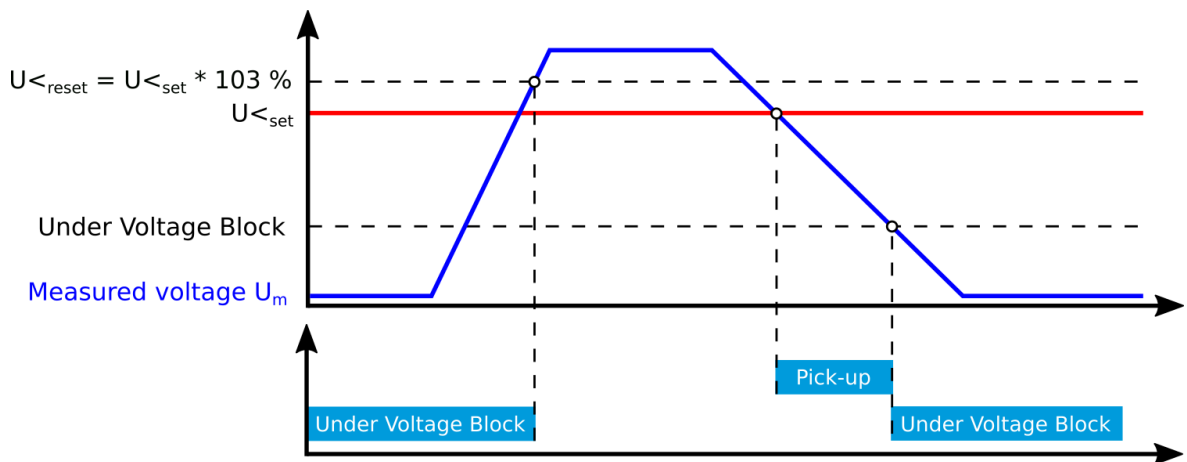 U<reset = U<set * 103 %
U<set
Under Voltage Block
Measured voltage Um
Pick-up
Under Voltage Block
Under Voltage Block